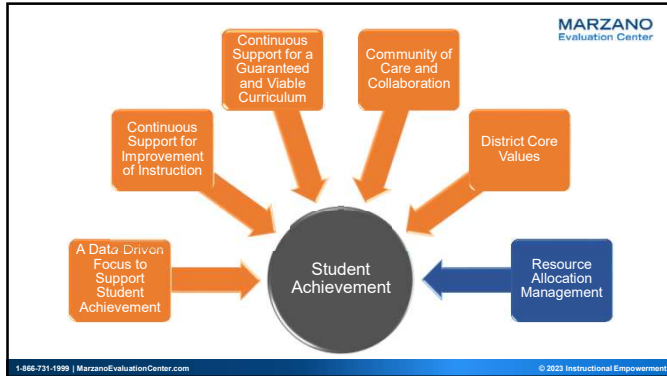 MARZANO
Evaluation Center
Continuous
Support for a
Guaranteed
and Viable
Curriculum
Community of
Care and
Collaboration
Continuous
Support for
Improvement
of Instruction
District Core
Values
A Data-Driven
Focus to
Support
Student
Achievement
Student
Achievement
Resource
Allocation
Management
1-866-731-1999 | MarzanoEvaluationCenter.com
© 2023 Instructional Empowerment